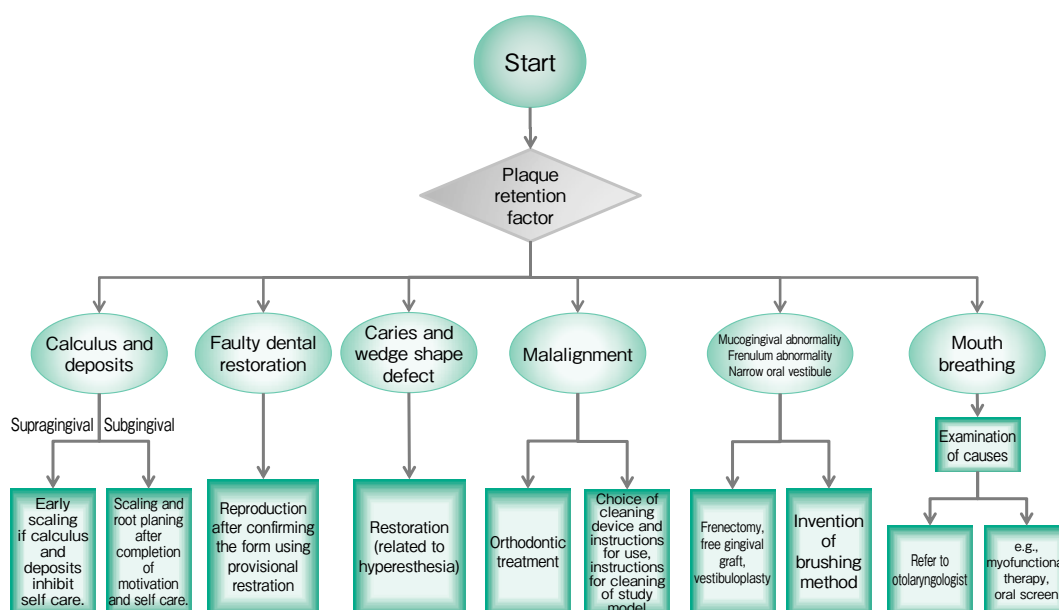 Start
Plaque
retention
factor
Calculus and
deposits
Faulty dental
restoration
Caries and
wedge shape
defect
Malalignment
Mucogingival abnormality
Frenulum abnormality
Narrow oral vestibule
Mouth
breathing
Supragingival
Subgingival
Examination
of causes
Early
scaling
if calculus
and
deposits
inhibit
self care.
Scaling and
root planing
after
completion
of
motivation
and self care.
Reproduction
after confirming
the form using
provisional
restration
Restoration
(related to
hyperesthesia)
Orthodontic
treatment
Choice of
cleaning
device and
instructions
for use,
instructions
for cleaning
of study
model
Frenectomy,
free gingival
graft,
vestibuloplasty
Invention
of
brushing
method
Refer to
otolaryngologist
e.g.,
myofunctional
therapy,
oral screen